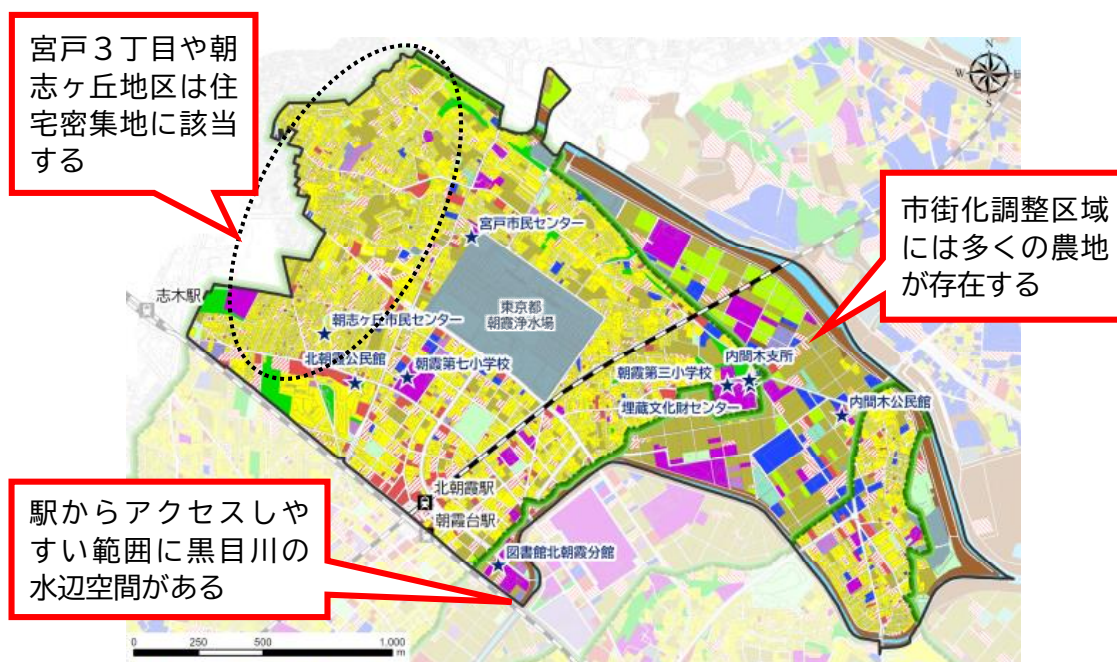 宮戸３丁目や朝
志ヶ丘地区は住
宅密集地に該当
する
N
W
S
宮戸市民センター
市街化調整区域
には多くの農地
が存在する
志木駅
東京都
朝霞浄水場
朝志ヶ丘市民センター
北朝霞公民館
朝霞第七小学校
内間木支所
朝霞第三小学校
埋蔵文化財センター
内間木公民館
駅からアクセスしや
すい範囲に黒目川の
水辺空間がある
北朝霞駅
朝霞台駅
図書館北朝霞分館
0 250 500 1,000
m